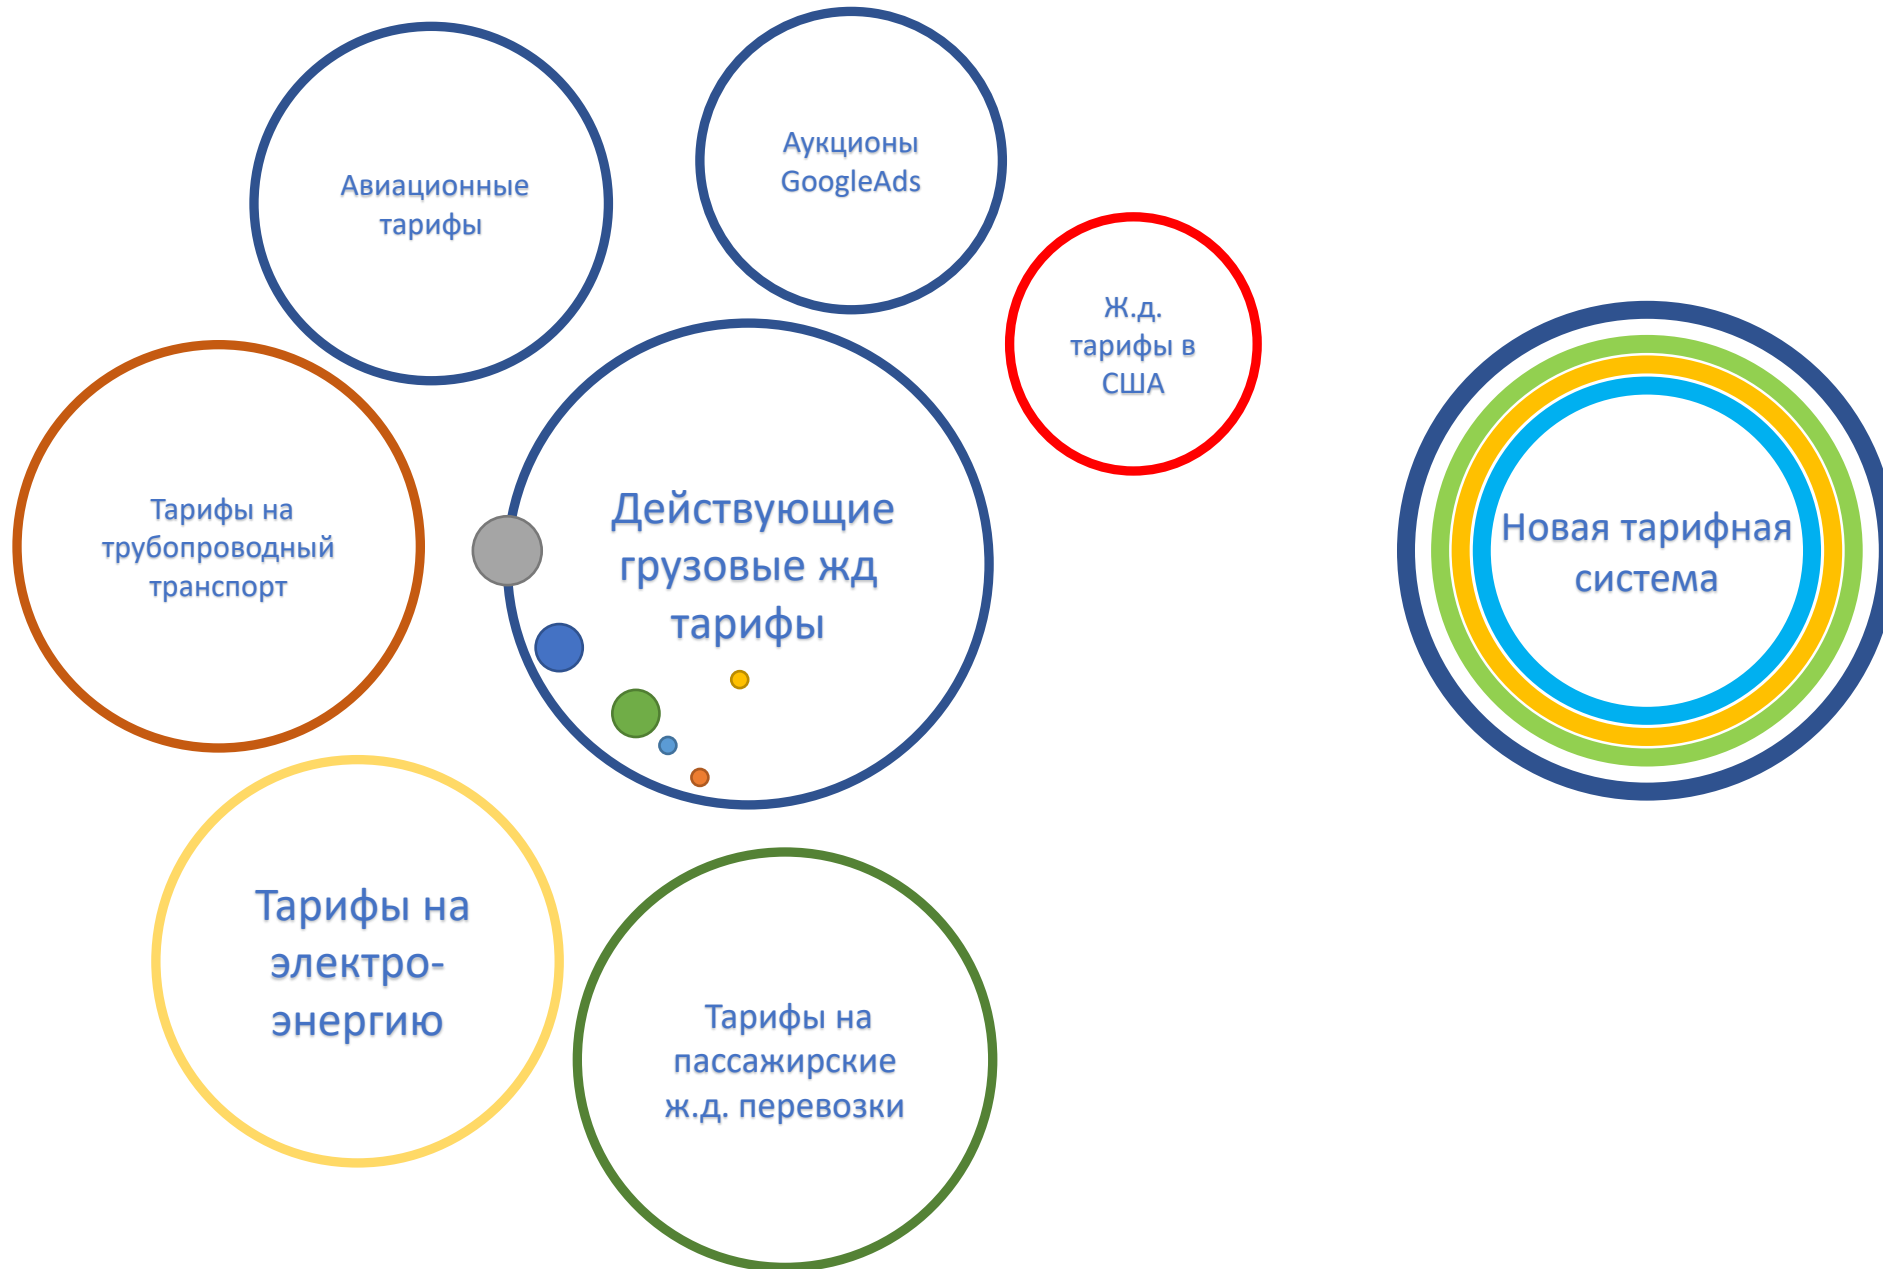 Авиационные
тарифы
Аукционы
GoogleAds
Ж.д.
тарифы в
США
Тарифы на
трубопроводный
транспорт
Действующие
грузовые жд
тарифы
Новая тарифная
система
Тарифы на
электро-
энергию
Тарифы на
пассажирские
ж.д. перевозки